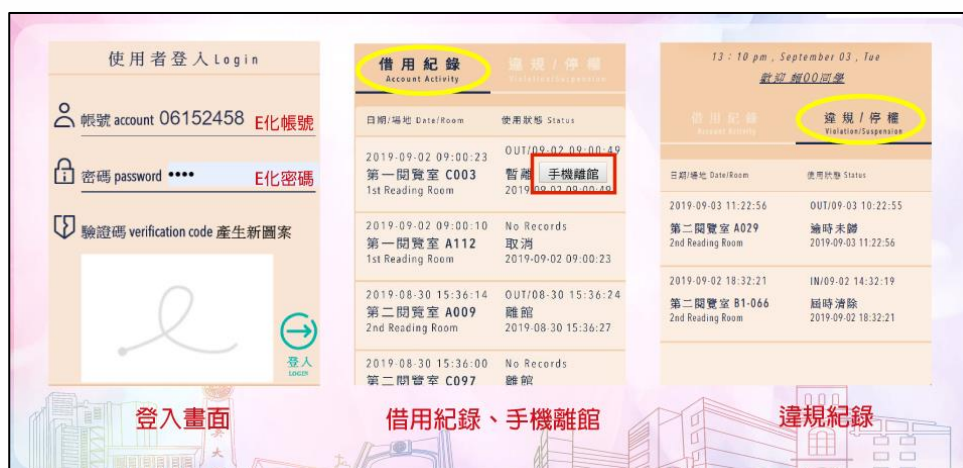 使用者登入Login
帳號 account 06152458 E化帳號
密碼 password •••• E化密碼
驗證碼 verification code 產生新圖案
登入
LOGIN
登入畫面
借用紀錄
Account Activity
違規/停權
Violation/Suspension
日期/場地 Date/Room 使用狀態 Status
2019-09-02 09:00:23 OUT/09-02 09:00:49
第一閱覽室 C003 暫離 手機離館
1st Reading Room 2019-09-02 09:00:49
2019-09-02 09:00:10 No Records
第一閱覽室 A112 取消
1st Reading Room 2019-09-02 09:00:23
2019-08-30 15:36:14 OUT/08-30 15:36:24
第二閱覽室 A009 離館
2nd Reading Room 2019-08-30 15:36:27
2019-08-30 15:36:00 No Records
第二閱覽室 C097 離館
借用紀錄、手機離館
13:10 pm, September 03, Tue
歡迎 賴00同學
借用紀錄
Account Activity
違規/停權
Violation/Suspension
日期/場地 Date/Room 使用狀態 Status
2019-09-03 11:22:56 OUT/09-03 10:22:55
第二閱覽室 A029 逾時未歸
2nd Reading Room 2019-09-03 11:22:56
2019-09-02 18:32:21 IN/09-02 14:32:19
第二閱覽室 B1-066 屆時清除
2nd Reading Room 2019-09-02 18:32:21
違規紀錄